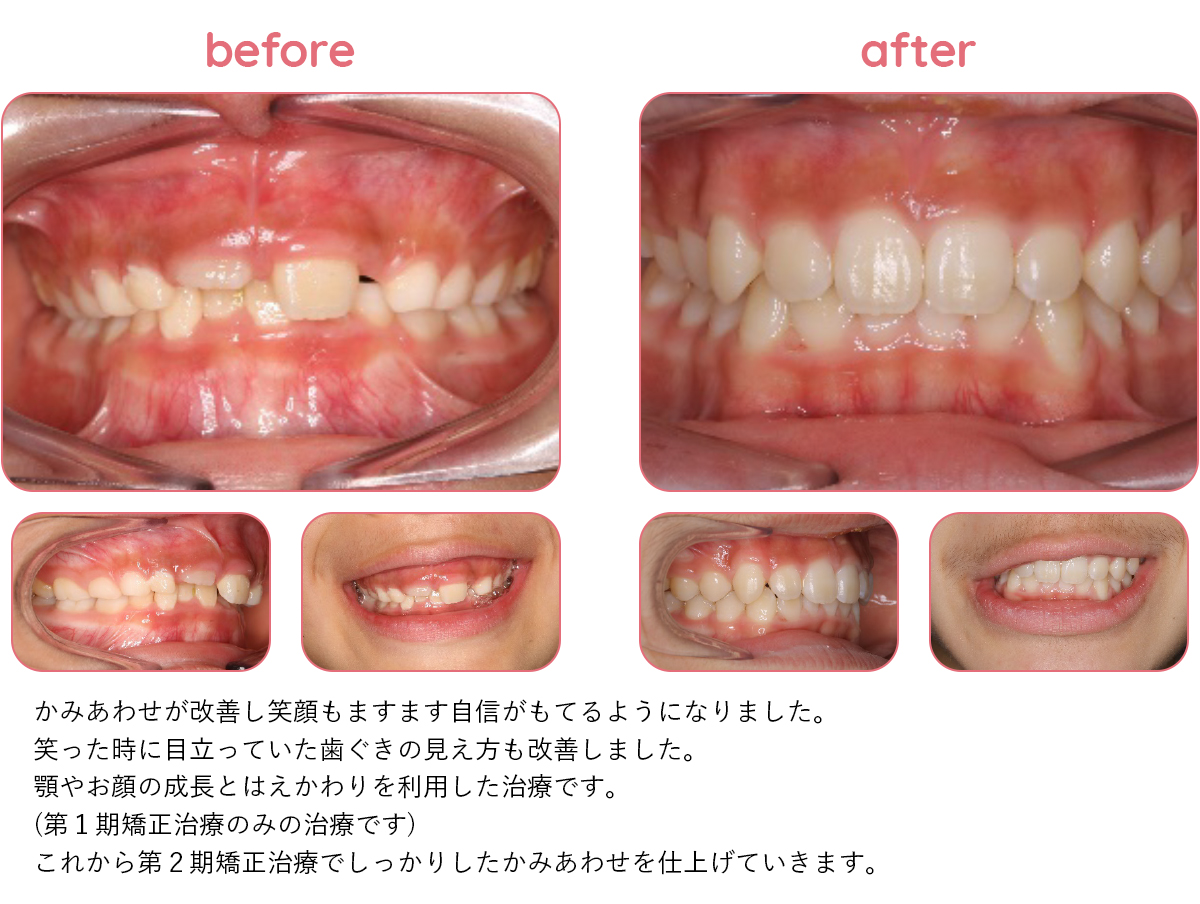 before
after
かみあわせが改善し笑顔もますます自信がもてるようになりました。
笑った時に目立っていた歯ぐきの見え方も改善しました。
顎やお顔の成長とはえかわりを利用した治療です。
(第１期矯正治療のみの治療です)
これから第２期矯正治療でしっかりしたかみあわせを仕上げていきます。